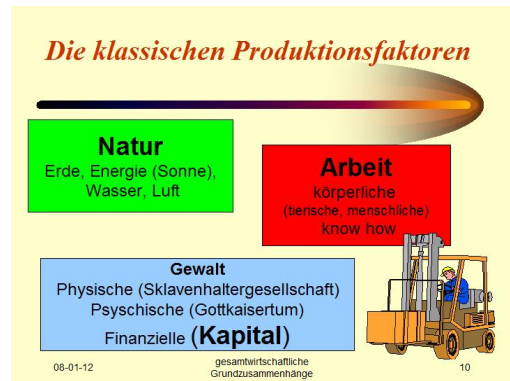 Die klassischen Produktionsfaktoren
Natur
Erde, Energie (Sonne),
Wasser, Luft
Arbeit
körperliche
(tierische, menschliche)
know how
Gewalt
Physische (Sklavenhaltergesellschaft)
Psyschische (Gottkaisertum)
Finanzielle (Kapital)
08-01-12
gesamtwirtschaftliche
Grundzusammenhänge
10